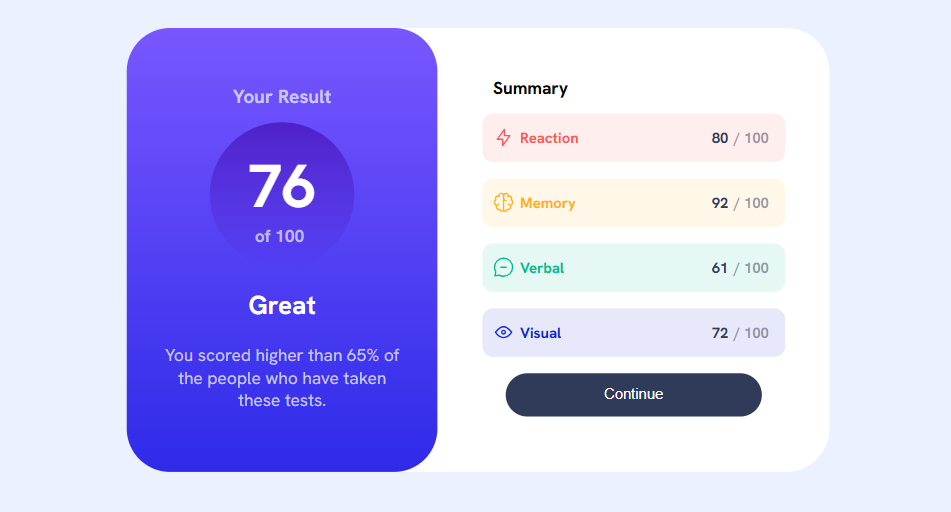 Your Result
76
of 100
Great
You scored higher than 65% of
the people who have taken
these tests.
Summary
Reaction 80 / 100
Memory 92 / 100
Verbal 61 / 100
Visual 72 / 100
Continue